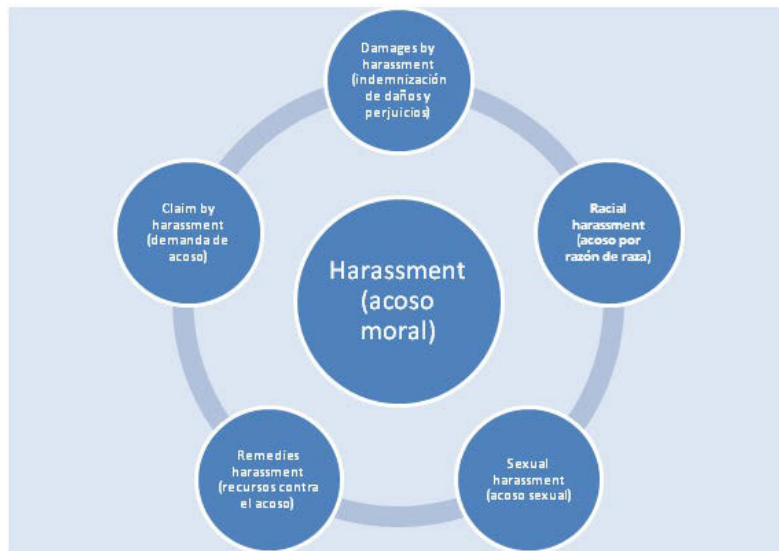 Damages by
harassment
(indemnización
de daños y
perjuicios)
Claim by
harassment
(demanda de
acoso)
Racial
harassment
(acoso por
razón de raza)
Harassment
(acoso
moral)
Remedies
harassment
(recursos contra
el acoso)
Sexual
harassment
(acoso sexual)